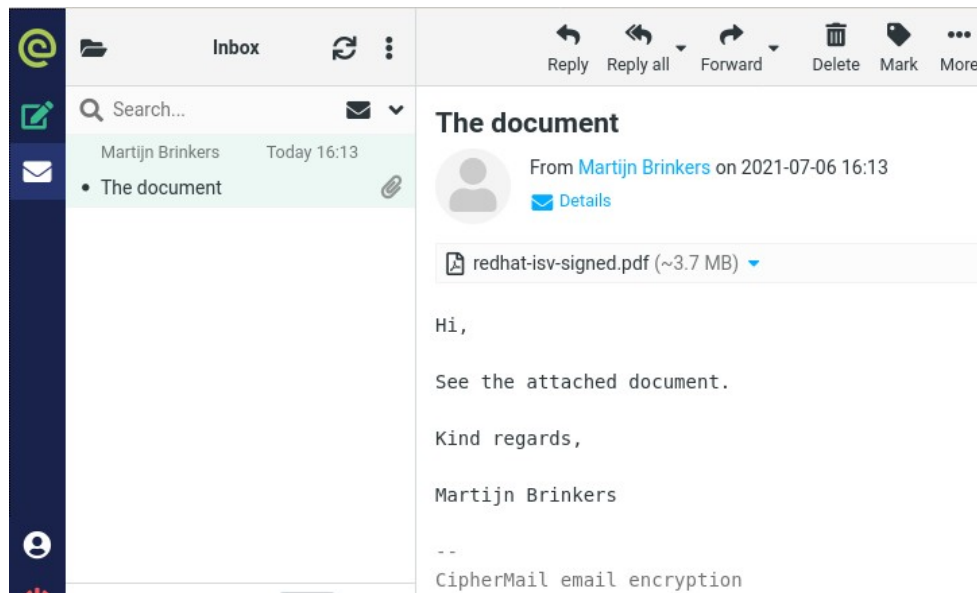 Inbox
Reply Reply all Forward Delete Mark More
Search...
Martijn Brinkers Today 16:13
• The document
The document
From Martijn Brinkers on 2021-07-06 16:13
Details
redhat-isv-signed.pdf (~3.7 MB)
Hi,
See the attached document.
Kind regards,
Martijn Brinkers
--
CipherMail email encryption